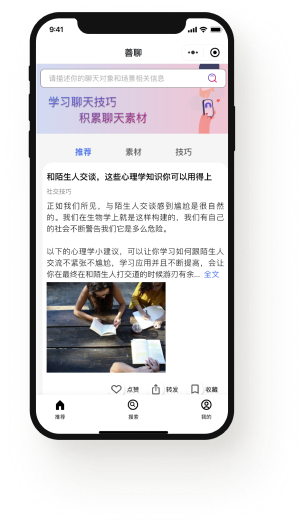 9:41
善聊
请描述你的聊天对象和场景相关信息
学习聊天技巧
积累聊天素材
推荐 素材 技巧
和陌生人交谈，这些心理学知识你可以用得上
社交技巧
正如我们所见，与陌生人交谈感到尴尬是很自然
的。我们在生物学上就是这样构建的，我们有自己
的社会不断警告我们它是多么危险。
以下的心理学小建议，可以让你学习如何跟陌生人
交流不紧张不尴尬，学习应用并且不断提高，会让
你在最终在和陌生人打交道的时候游刃有余... 全文
点赞 转发 收藏
推荐 搜索 我的